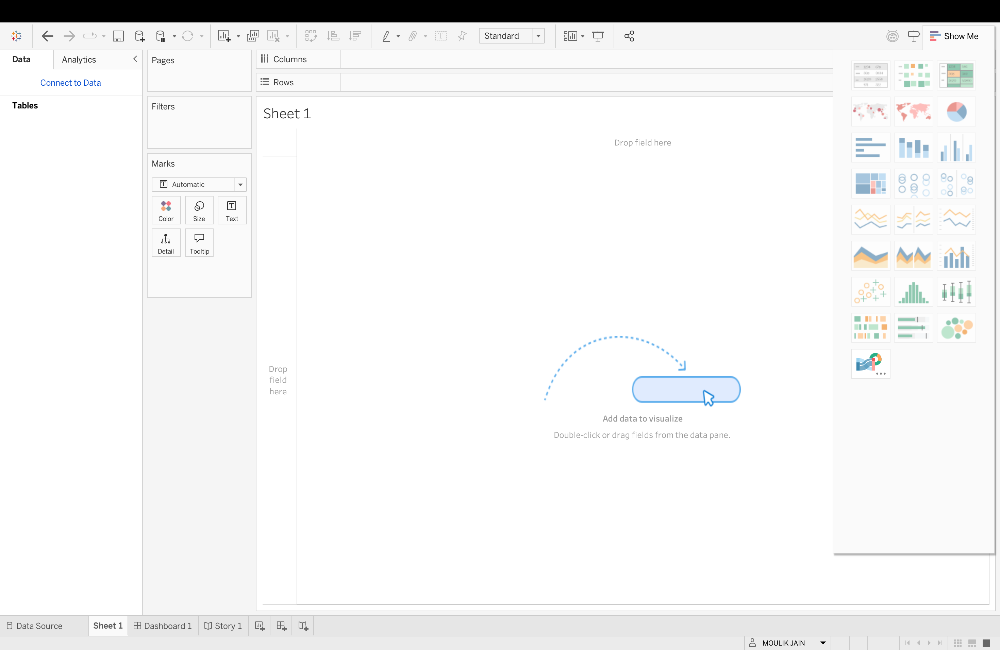 Standard
Show Me
Data
Analytics
Connect to Data
Tables
Pages
Filters
Marks
Automatic
Color
Size
Text
Detail
Tooltip
Columns
Rows
Sheet 1
Drop field here
Drop
field
here
Add data to visualize
Double-click or drag fields from the data pane.
Data Source
Sheet 1
Dashboard 1
Story 1
MOULIK JAIN